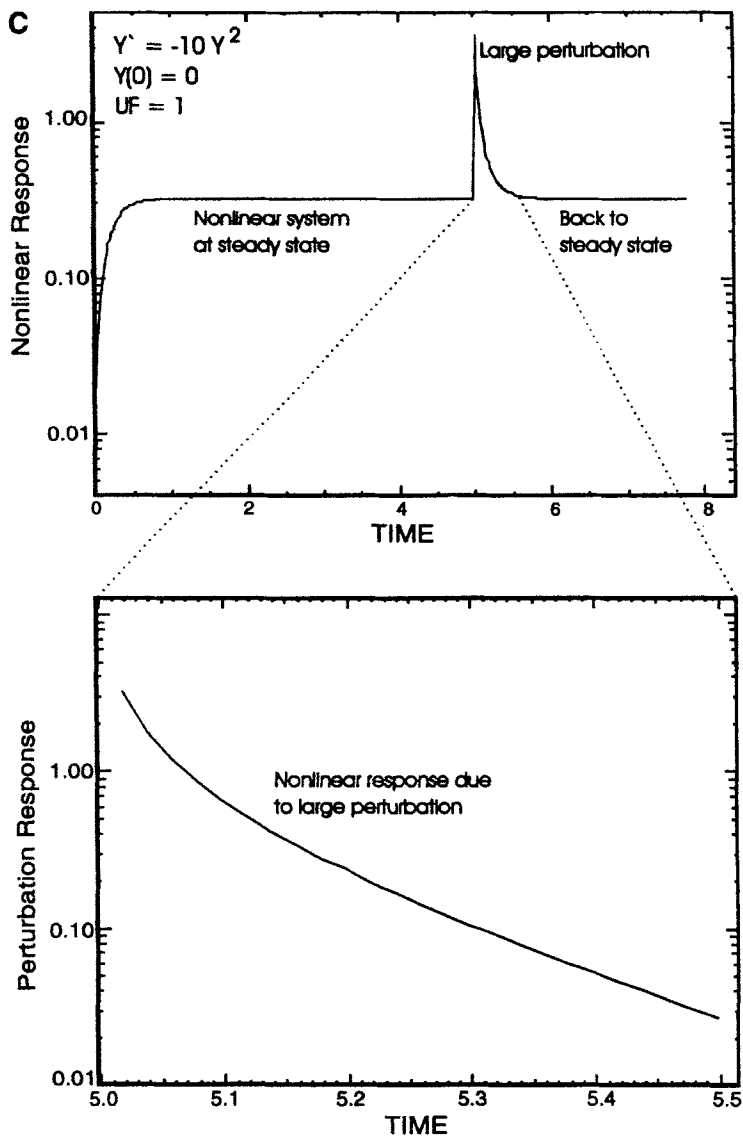 C
Y` = -10 Y²
Y(0) = 0
UF = 1
Large perturbation
1.00
0.10
0.01
Nonlinear Response
Nonlinear system
at steady state
Back to
steady state
0 2 4 6 8
TIME
1.00
0.10
0.01
Perturbation Response
Nonlinear response due
to large perturbation
5.0 5.1 5.2 5.3 5.4 5.5
TIME